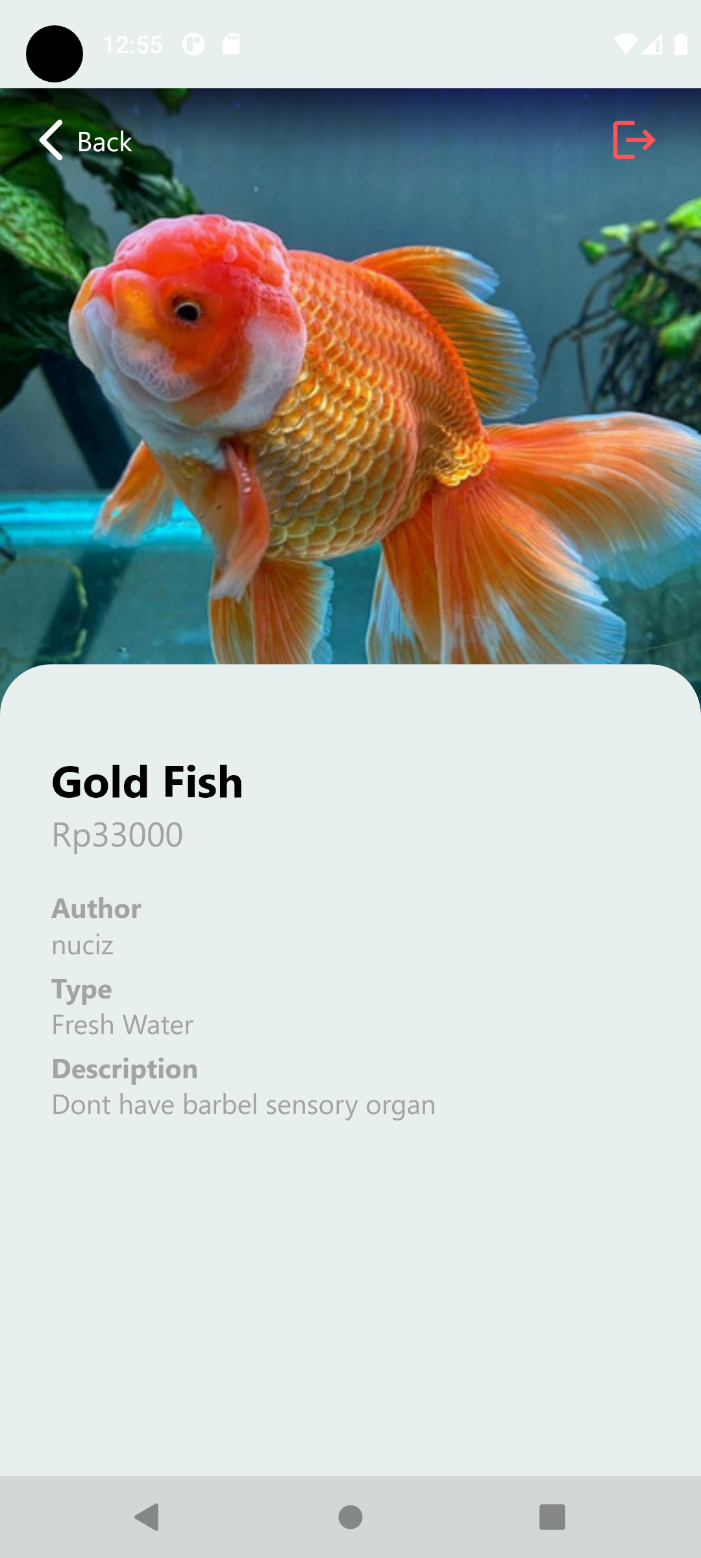 12:55
Back
Gold Fish
Rp33000
Author
nuciz
Type
Fresh Water
Description
Dont have barbel sensory organ